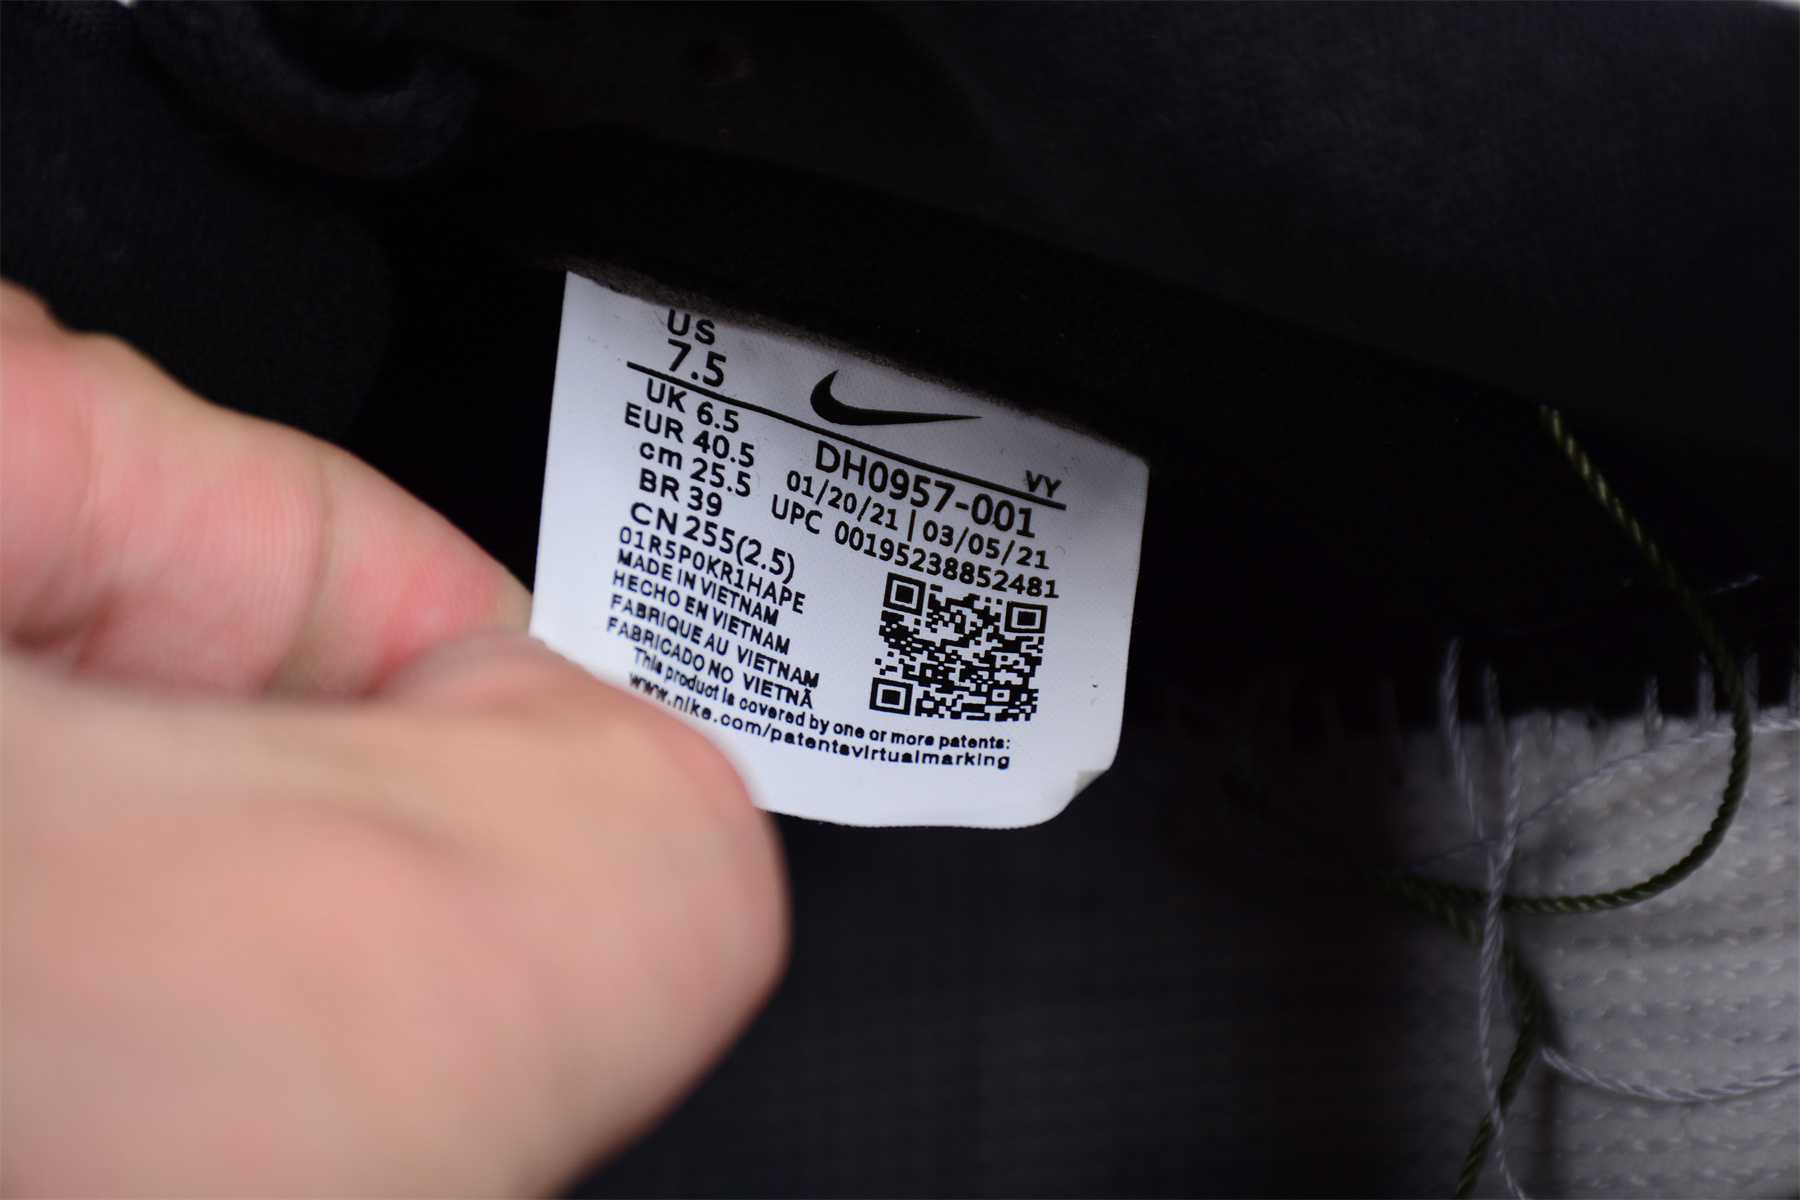 US
7.5
UK 6.5
EUR 40.5
cm 25.5
BR 39
CN 255(2.5)
01R5P0KR1HAPE
MADE IN VIETNAM
HECHO EN VIETNAM
FABRIQUE AU VIETNAM
FABRICADO NO VIETNÃ
This product is covered by one or more patents:
www.nike.com/patentsvirtualmarking
VY
DH0957-001
01/20/21 | 03/05/21
UPC 00195238852481